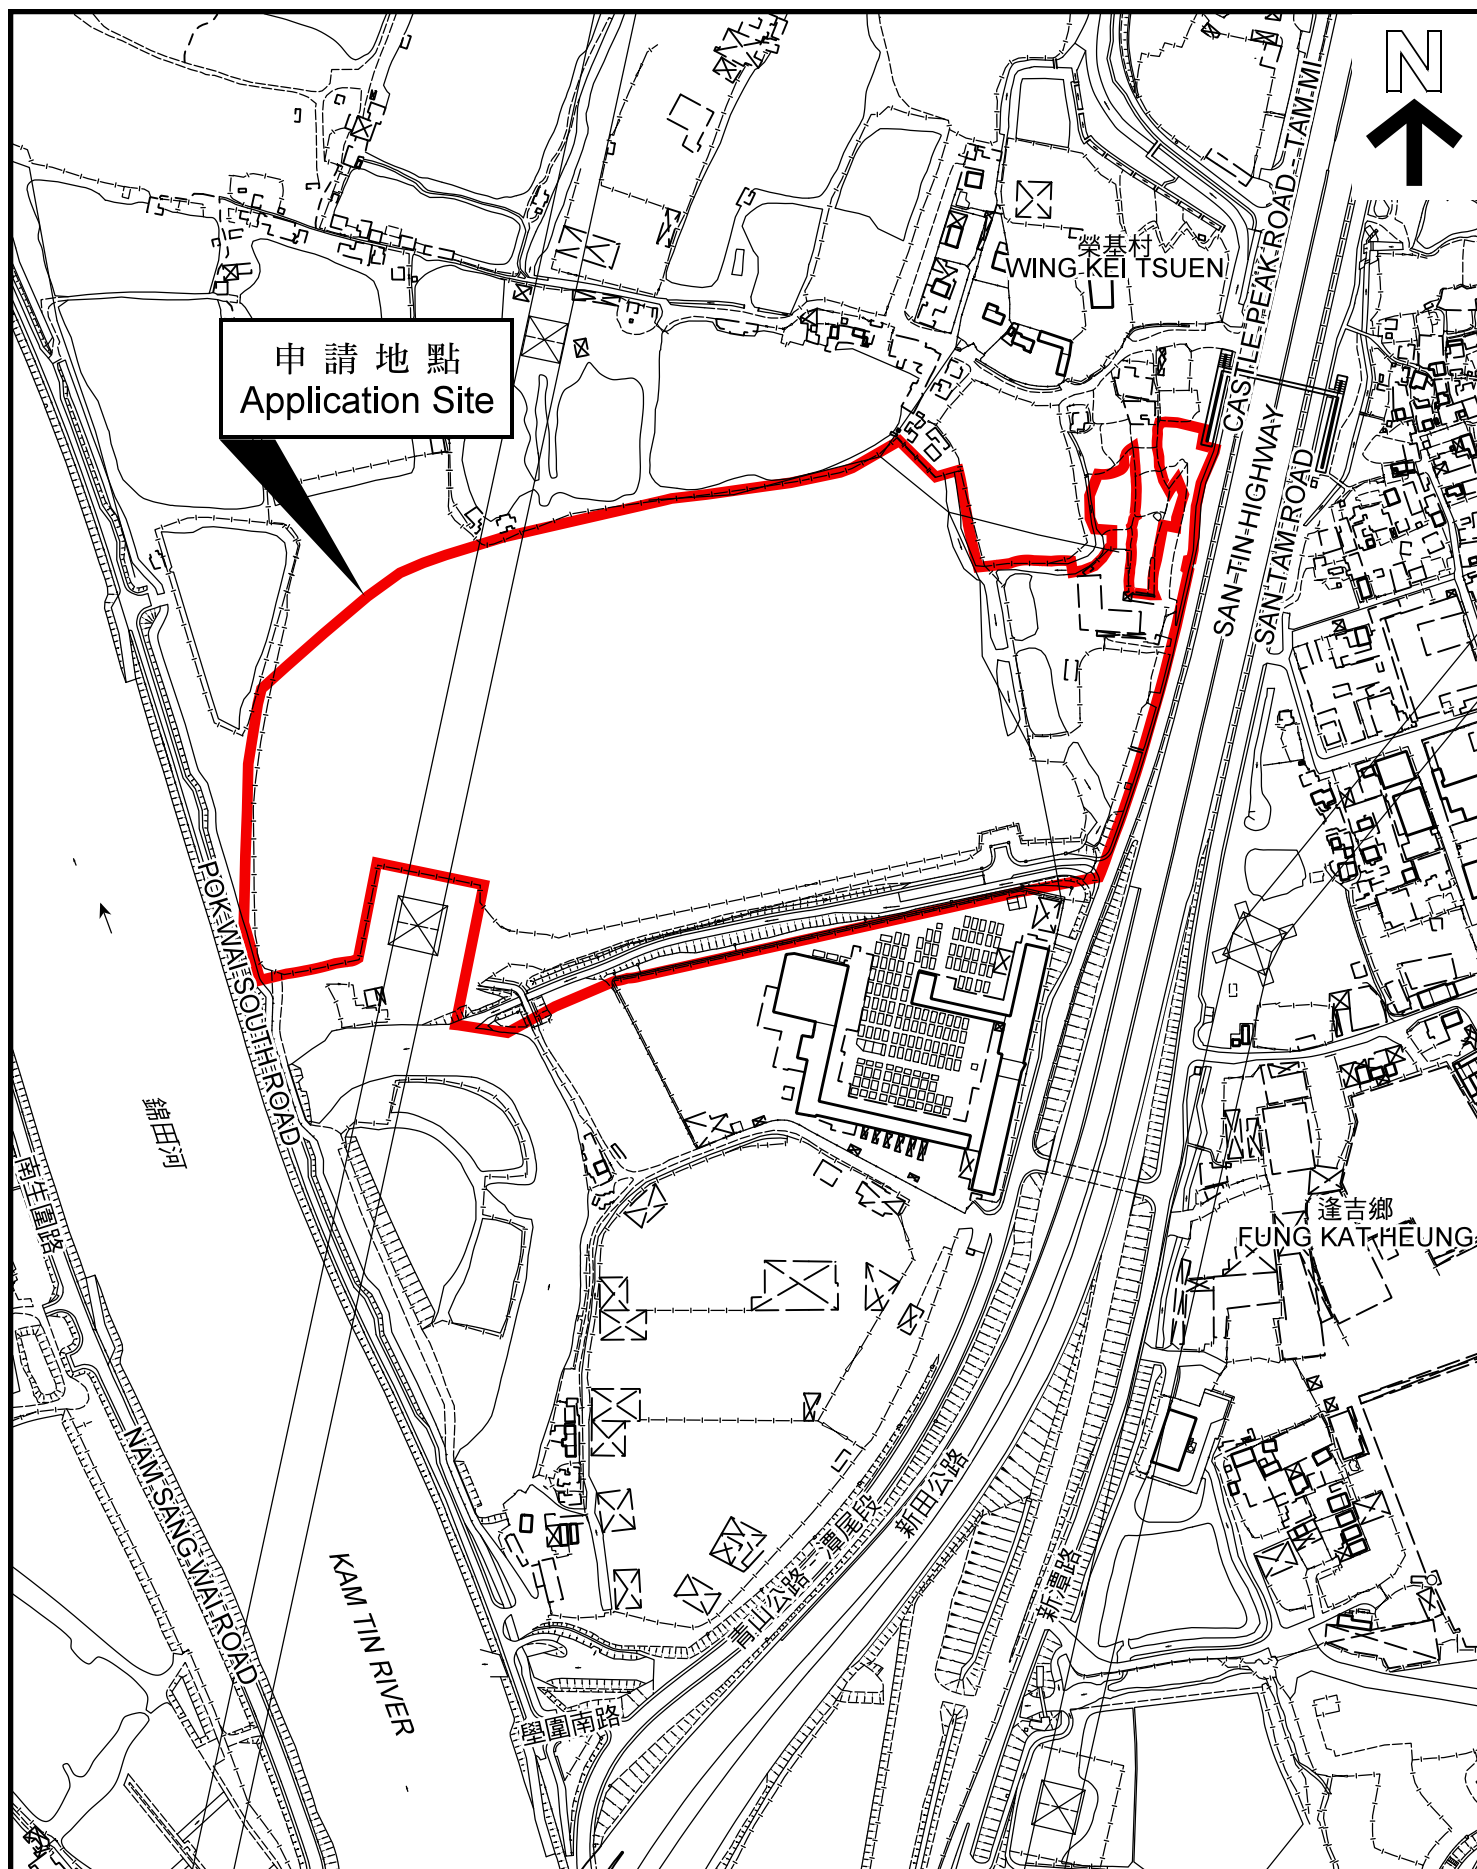 N
CASTLE PEAK ROAD - TAM MI
榮基村
WING KEI TSUEN
申請地點
Application Site
SAN TIN HIGHWAY
SAN TAM ROAD
POK WAI SOUTH ROAD
錦田河
南生圍路
逢吉鄉
FUNG KAT HEUNG
NAM SANG WAI ROAD
KAM TIN RIVER
青山公路-潭尾段
新田公路
新潭路
壆圍南路